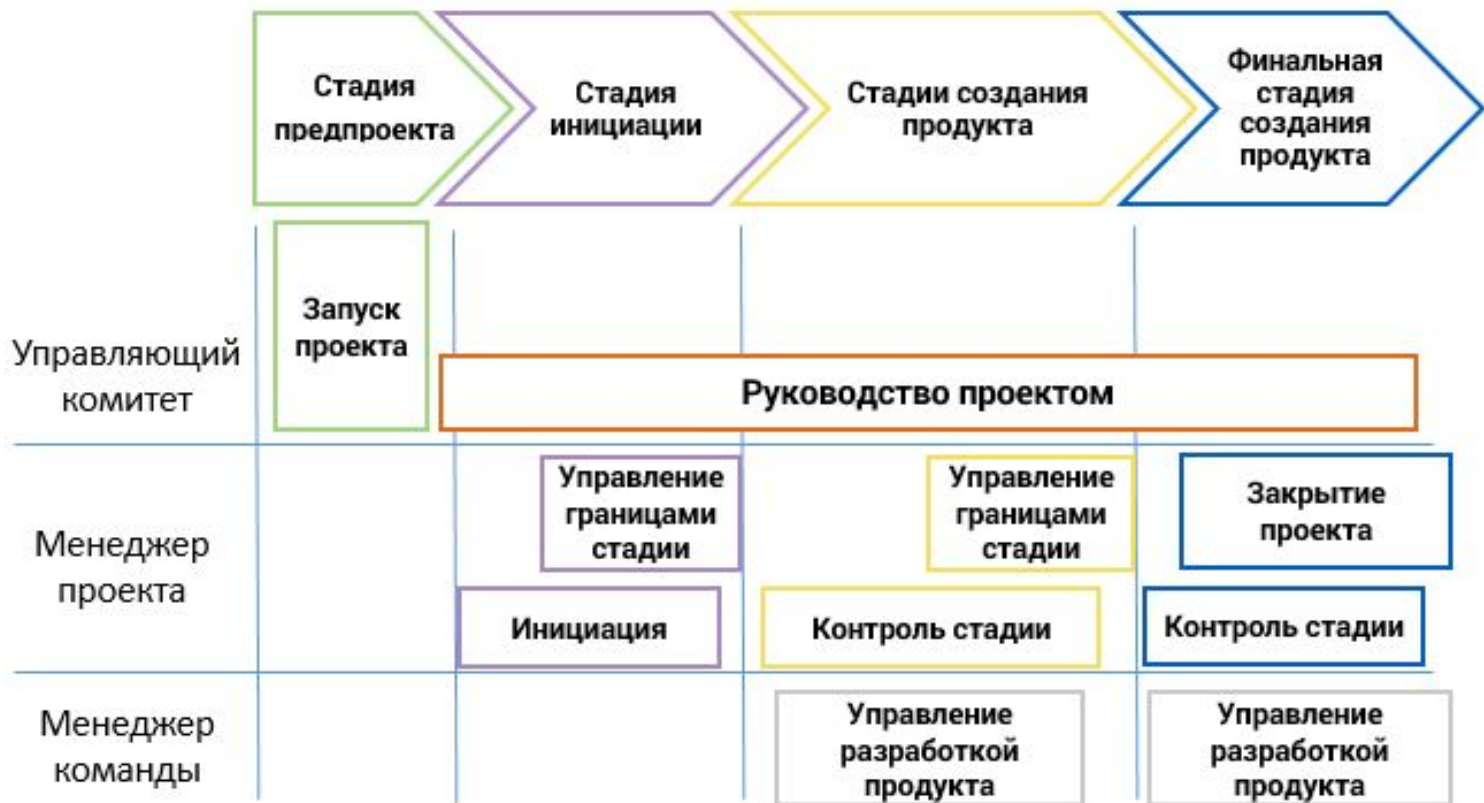 Стадия
предпроекта
Стадия
инициации
Стадии создания
продукта
Финальная
стадия
создания
продукта
Управляющий
комитет
Запуск
проекта
Руководство проектом
Менеджер
проекта
Управление
границами
стадии
Управление
границами
стадии
Закрытие
проекта
Инициация
Контроль стадии
Контроль стадии
Менеджер
команды
Управление
разработкой
продукта
Управление
разработкой
продукта